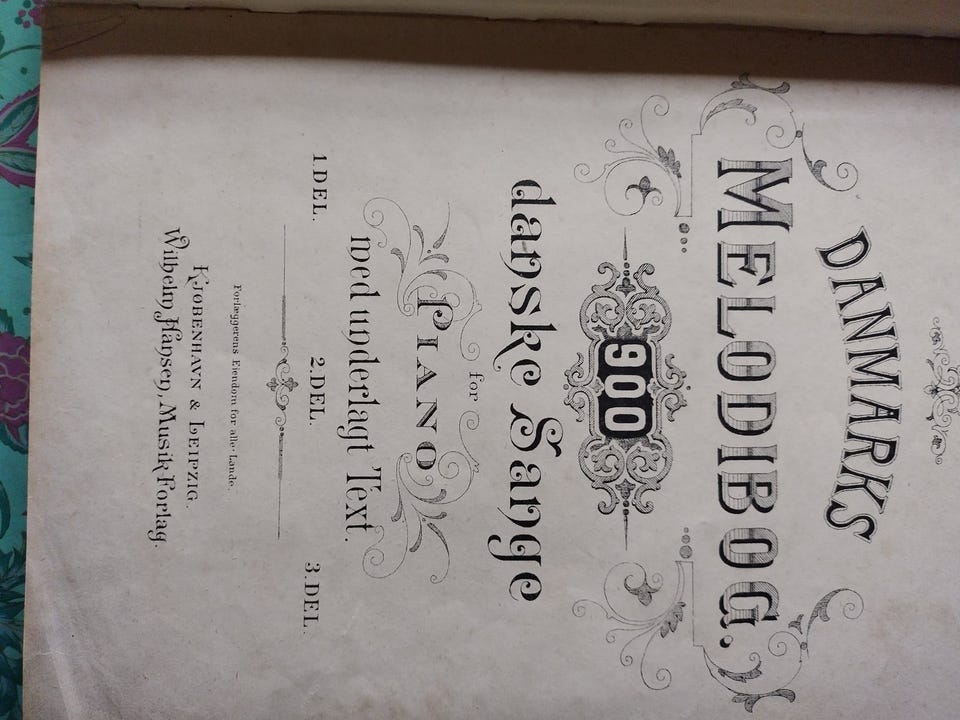 DANMARKS
MELODIBOG.
900
danske Sange
for
PIANO
med underlagt Text.
1. DEL. 2. DEL. 3. DEL.
Forlæggerens Eiendom for alle Lande.
KJØBENHAVN & LEIPZIG.
Wilhelm Hansen, Musik-Forlag.